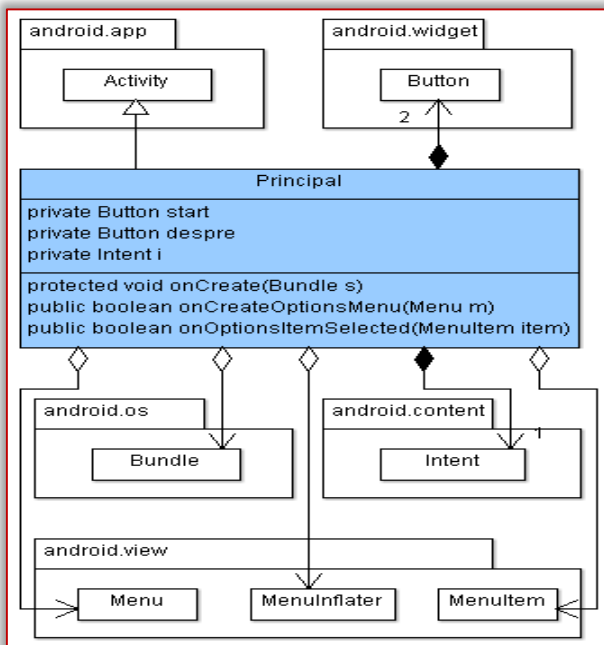 android.app
android.widget
Activity
Button
2
Principal
private Button start
private Button despre
private Intent i
protected void onCreate(Bundle s)
public boolean onCreateOptionsMenu(Menu m)
public boolean onOptionsItemSelected(MenuItem item)
android.os
android.content
1
Bundle
Intent
android.view
Menu
MenuInflater
MenuItem